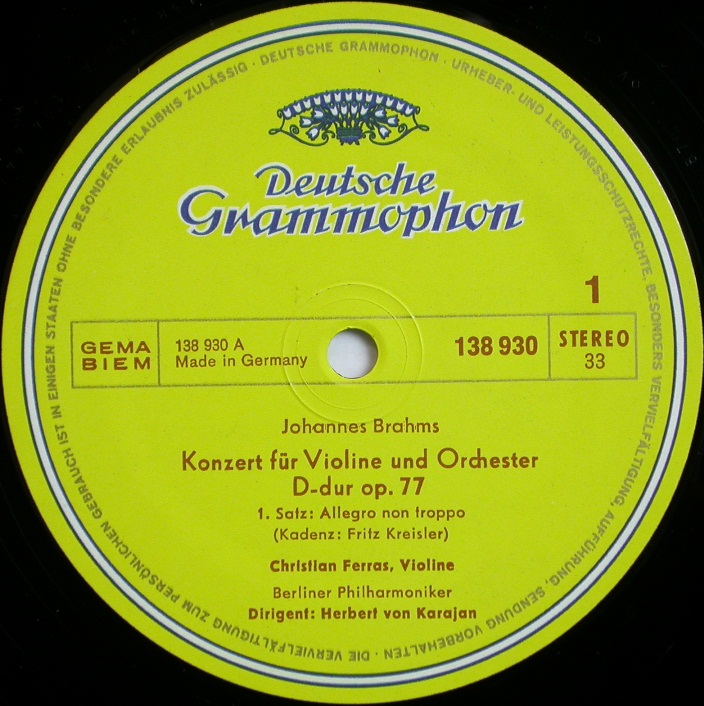 DEUTSCHE GRAMMOPHON · URHEBER- UND LEISTUNGSSCHUTZRECHTE, BESONDERS VERVIELFÄLTIGUNG, AUFFÜHRUNG, SENDUNG VORBEHALTEN · DIE VERVIELFÄLTIGUNG ZUM PERSÖNLICHEN GEBRAUCH IST IN EINIGEN STAATEN OHNE BESONDERE ERLAUBNIS ZULÄSSIG ·
Deutsche
Grammophon
1
GEMA
BIEM
138 930 A
Made in Germany
138 930
STEREO
33
Johannes Brahms
Konzert für Violine und Orchester
D-dur op. 77
1. Satz: Allegro non troppo
(Kadenz: Fritz Kreisler)
Christian Ferras, Violine
Berliner Philharmoniker
Dirigent: Herbert von Karajan